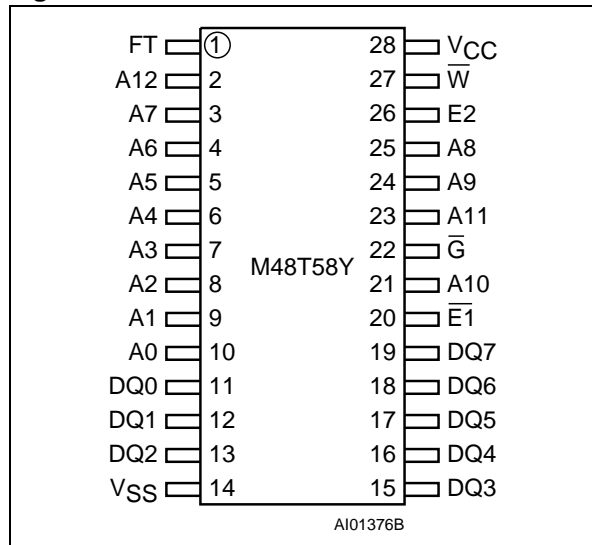 FT 1 28 VCC
A12 2 27 W̅
A7 3 26 E2
A6 4 25 A8
A5 5 24 A9
A4 6 23 A11
A3 7 22 G̅
M48T58Y
A2 8 21 A10
A1 9 20 E̅1̅
A0 10 19 DQ7
DQ0 11 18 DQ6
DQ1 12 17 DQ5
DQ2 13 16 DQ4
VSS 14 15 DQ3
AI01376B